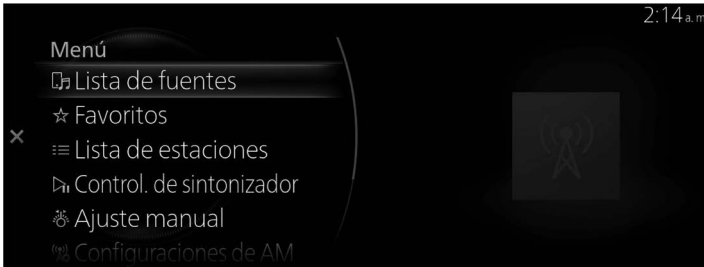 2:14 a. m
Menú
Lista de fuentes
Favoritos
Lista de estaciones
Control. de sintonizador
Ajuste manual
Configuraciones de AM